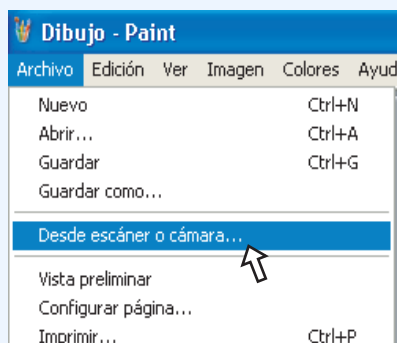 Dibujo - Paint
Archivo Edición Ver Imagen Colores Ayud
Nuevo Ctrl+N
Abrir... Ctrl+A
Guardar Ctrl+G
Guardar como...
Desde escáner o cámara...
Vista preliminar
Configurar página...
Imprimir... Ctrl+P